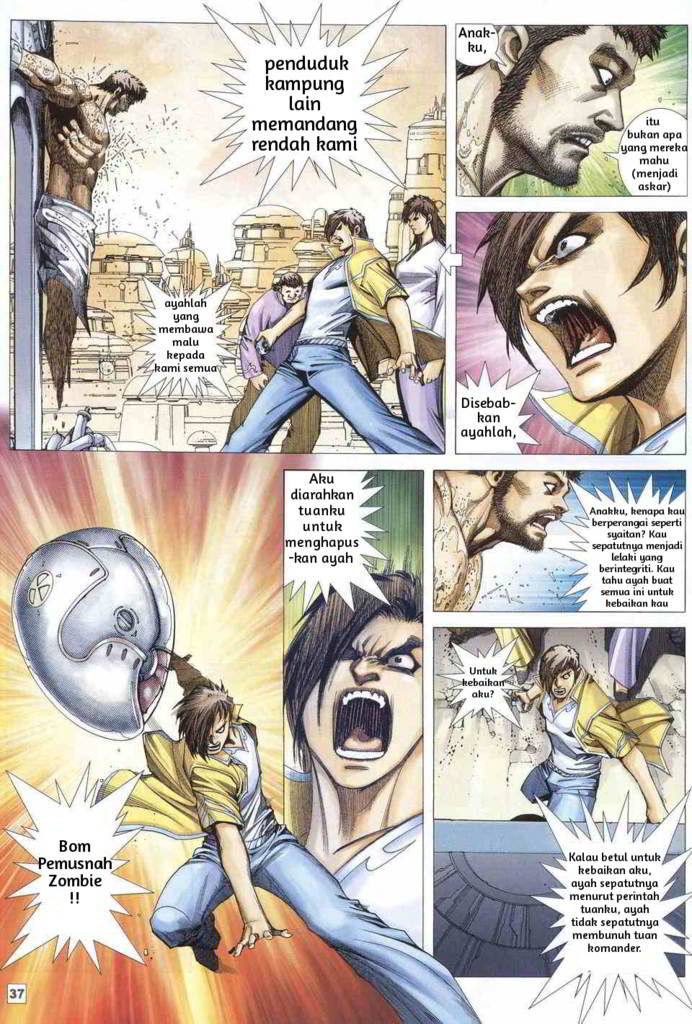 penduduk
kampung
lain
memandang
rendah kami
ayahlah
yang
membawa
malu
kepada
kami semua
Anak-
ku,
itu
bukan apa
yang mereka
mahu
(menjadi
askar)
Disebab-
kan
ayahlah,
Aku
diarahkan
tuanku
untuk
menghapus
-kan ayah
Bom
Pemusnah
Zombie
!!
Anakku, kenapa kau
berperangai seperti
syaitan? Kau
sepatutnya menjadi
lelaki yang
berintegriti. Kau
tahu ayah buat
semua ini untuk
kebaikan kau
Untuk
kebaikan
aku?
Kalau betul untuk
kebaikan aku,
ayah sepatutnya
menurut perintah
tuanku, ayah
tidak sepatutnya
membunuh tuan
komander.
37